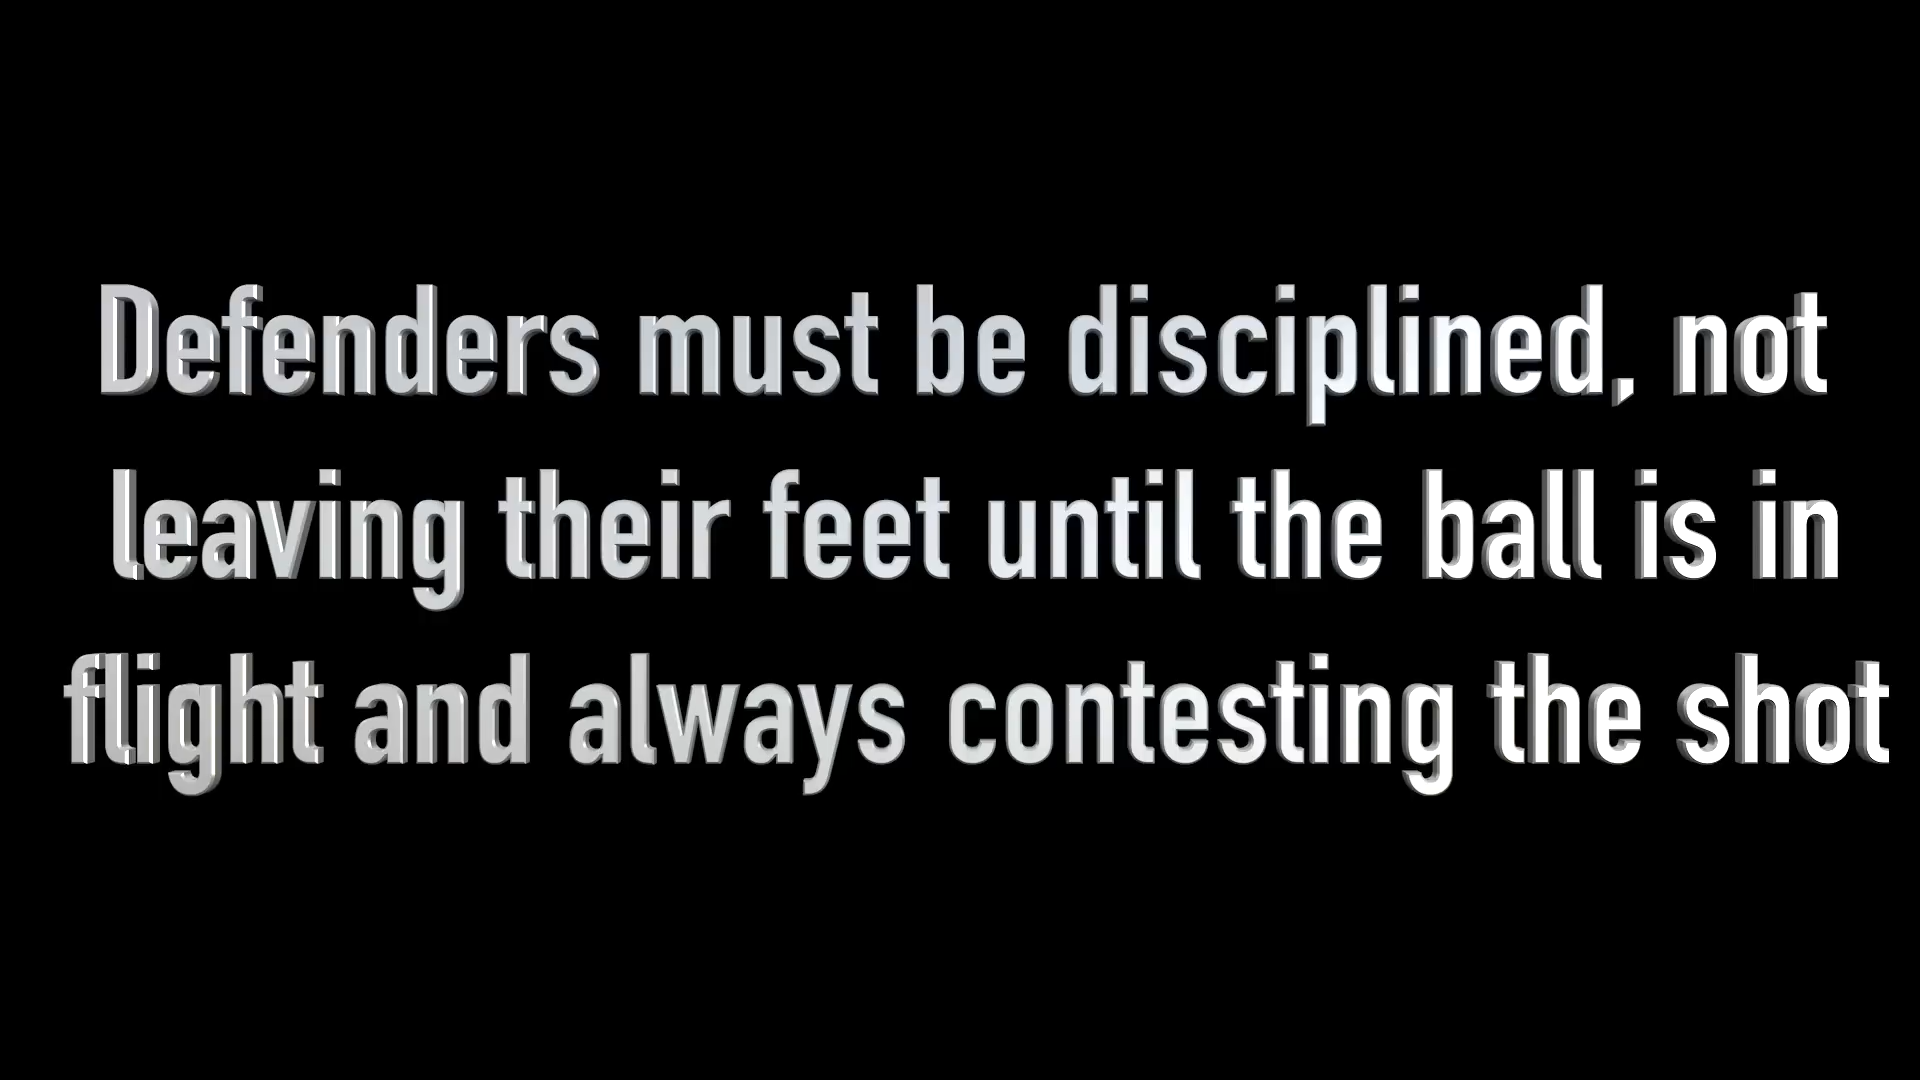 Defenders must be disciplined, not
leaving their feet until the ball is in
flight and always contesting the shot